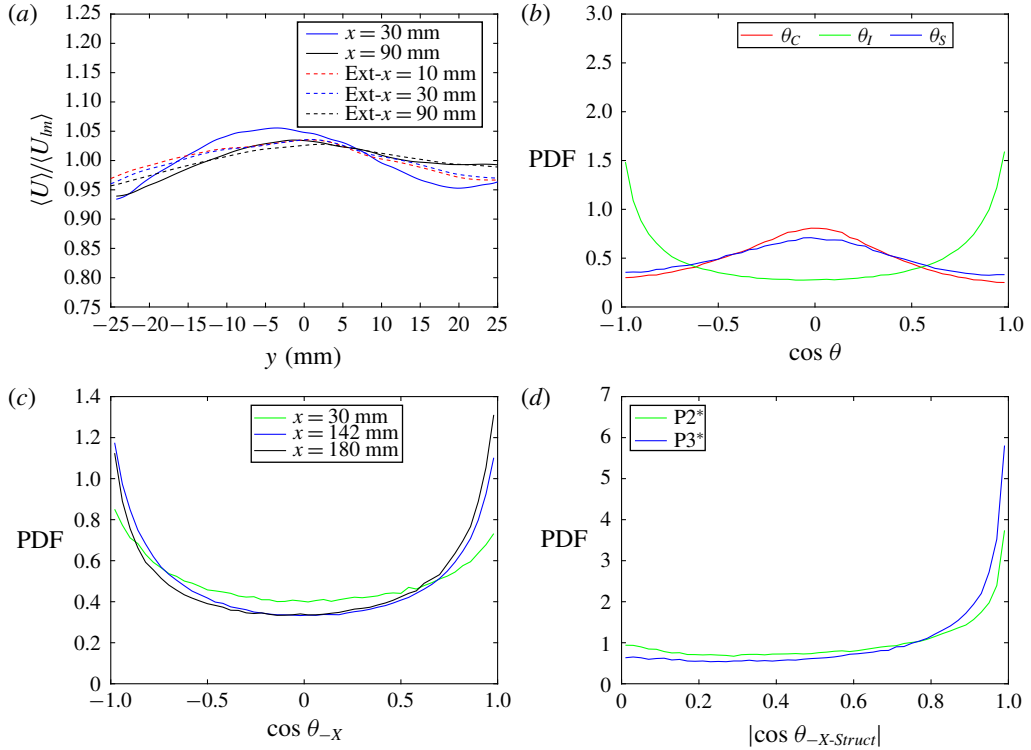 (a)
x = 30 mm
x = 90 mm
Ext-x = 10 mm
Ext-x = 30 mm
Ext-x = 90 mm
⟨U⟩/⟨U_lm⟩
1.25
1.20
1.15
1.10
1.05
1.00
0.95
0.90
0.85
0.80
0.75
−25 −20 −15 −10 −5 0 5 10 15 20 25
y (mm)
(b)
θ_C θ_I θ_S
PDF
3.0
2.5
2.0
1.5
1.0
0.5
0
−1.0 −0.5 0 0.5 1.0
cos θ
(c)
x = 30 mm
x = 142 mm
x = 180 mm
PDF
1.4
1.2
1.0
0.8
0.6
0.4
0.2
0
−1.0 −0.5 0 0.5 1.0
cos θ_−X
(d)
P2*
P3*
PDF
7
6
5
4
3
2
1
0
0 0.2 0.4 0.6 0.8 1.0
|cos θ_−X-Struct|